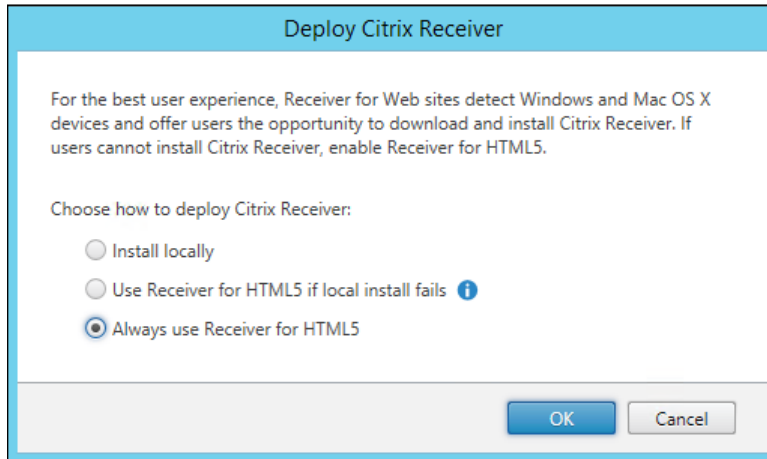 Deploy Citrix Receiver
For the best user experience, Receiver for Web sites detect Windows and Mac OS X
devices and offer users the opportunity to download and install Citrix Receiver. If
users cannot install Citrix Receiver, enable Receiver for HTML5.
Choose how to deploy Citrix Receiver:
Install locally
Use Receiver for HTML5 if local install fails
Always use Receiver for HTML5
OK Cancel